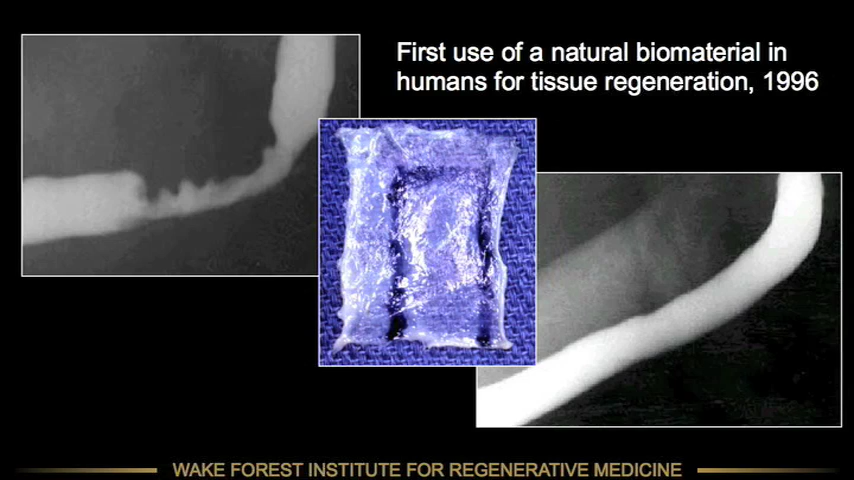 First use of a natural biomaterial in
humans for tissue regeneration, 1996
WAKE FOREST INSTITUTE FOR REGENERATIVE MEDICINE